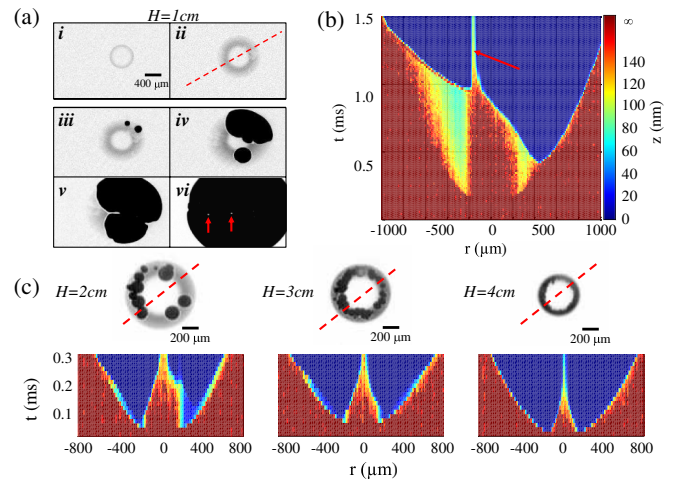 (a)
H=1cm
i
ii
400 μm
iii
iv
v
vi
(b)
1.5
1.0
0.5
t (ms)
-1000
-500
0
500
1000
r (μm)
∞
140
120
100
80
60
40
20
0
z (nm)
(c)
H=2cm
200 μm
H=3cm
200 μm
H=4cm
200 μm
0.3
0.2
0.1
t (ms)
-800 -400 0 400 800
-800 -400 0 400 800
-800 -400 0 400 800
r (μm)